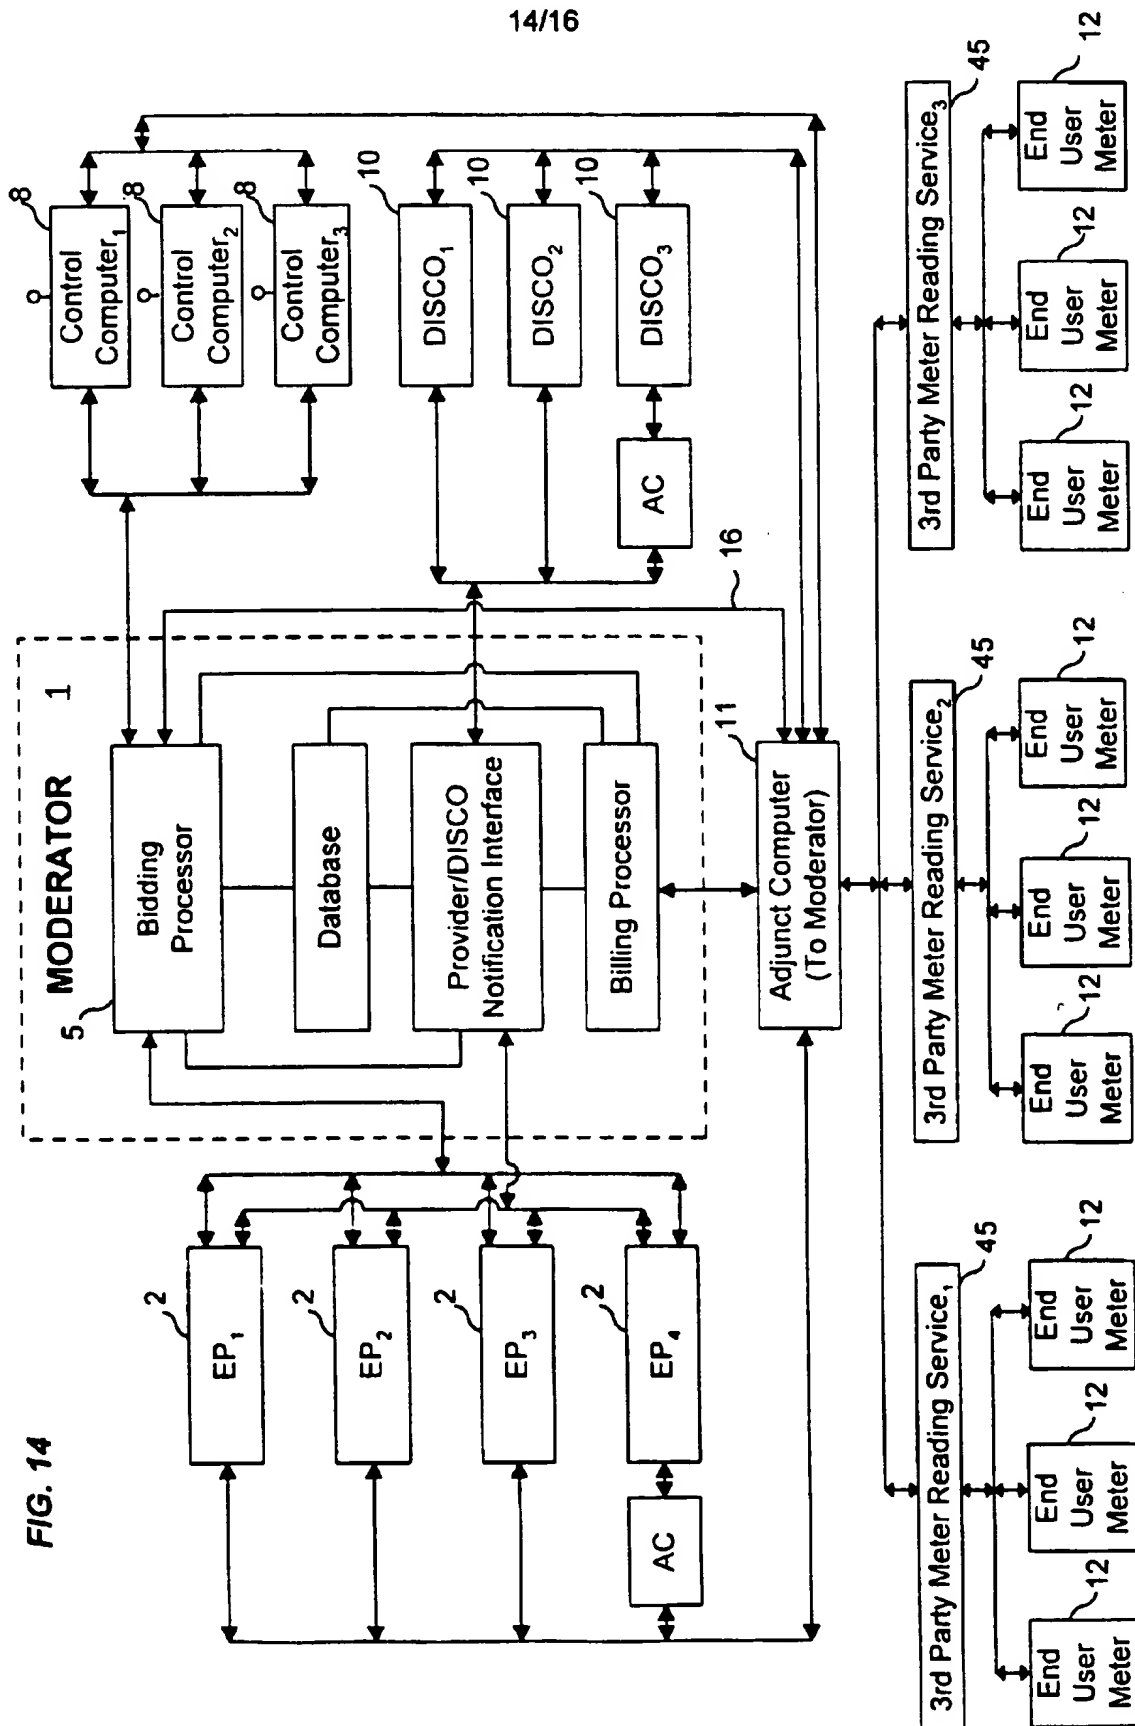 14/16
FIG. 14
MODERATOR
1
5
Bidding
Processor
Database
Provider/DISCO
Notification Interface
Billing Processor
2
EP1
2
EP2
2
EP3
2
EP4
AC
8
Control
Computer1
8
Control
Computer2
8
Control
Computer3
10
DISCO1
10
DISCO2
10
DISCO3
AC
16
11
Adjunct Computer
(To Moderator)
45
3rd Party Meter Reading Service1
12
End
User
Meter
12
End
User
Meter
12
End
User
Meter
45
3rd Party Meter Reading Service2
12
End
User
Meter
12
End
User
Meter
12
End
User
Meter
45
3rd Party Meter Reading Service3
12
End
User
Meter
12
End
User
Meter
12
End
User
Meter